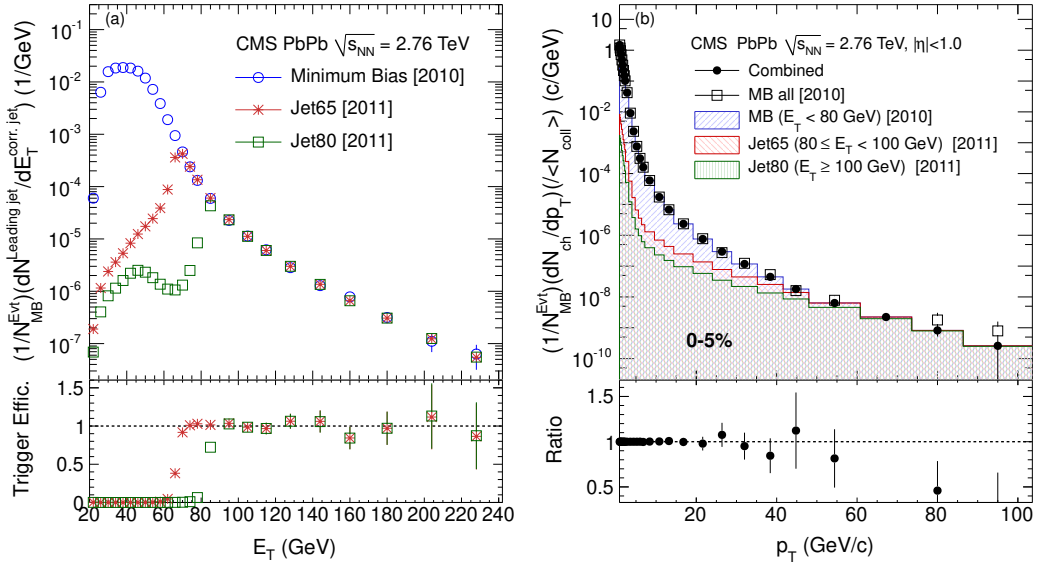 (a)
CMS PbPb √s_NN = 2.76 TeV
Minimum Bias [2010]
Jet65 [2011]
Jet80 [2011]
(1/N^Evt_MB)(dN^Leading jet/dE_T^corr. jet) (1/GeV)
10^-1
10^-2
10^-3
10^-4
10^-5
10^-6
10^-7
Trigger Effic.
1.5
1
0.5
0
20 40 60 80 100 120 140 160 180 200 220 240
E_T (GeV)
(b)
CMS PbPb √s_NN = 2.76 TeV, |η|<1.0
Combined
MB all [2010]
MB (E_T < 80 GeV) [2010]
Jet65 (80 ≤ E_T < 100 GeV) [2011]
Jet80 (E_T ≥ 100 GeV) [2011]
(1/N^Evt_MB)(dN_ch/dp_T)(/<N_coll>) (c/GeV)
10
1
10^-2
10^-4
10^-6
10^-8
10^-10
0-5%
Ratio
1.5
1.0
0.5
20 40 60 80 100
p_T (GeV/c)